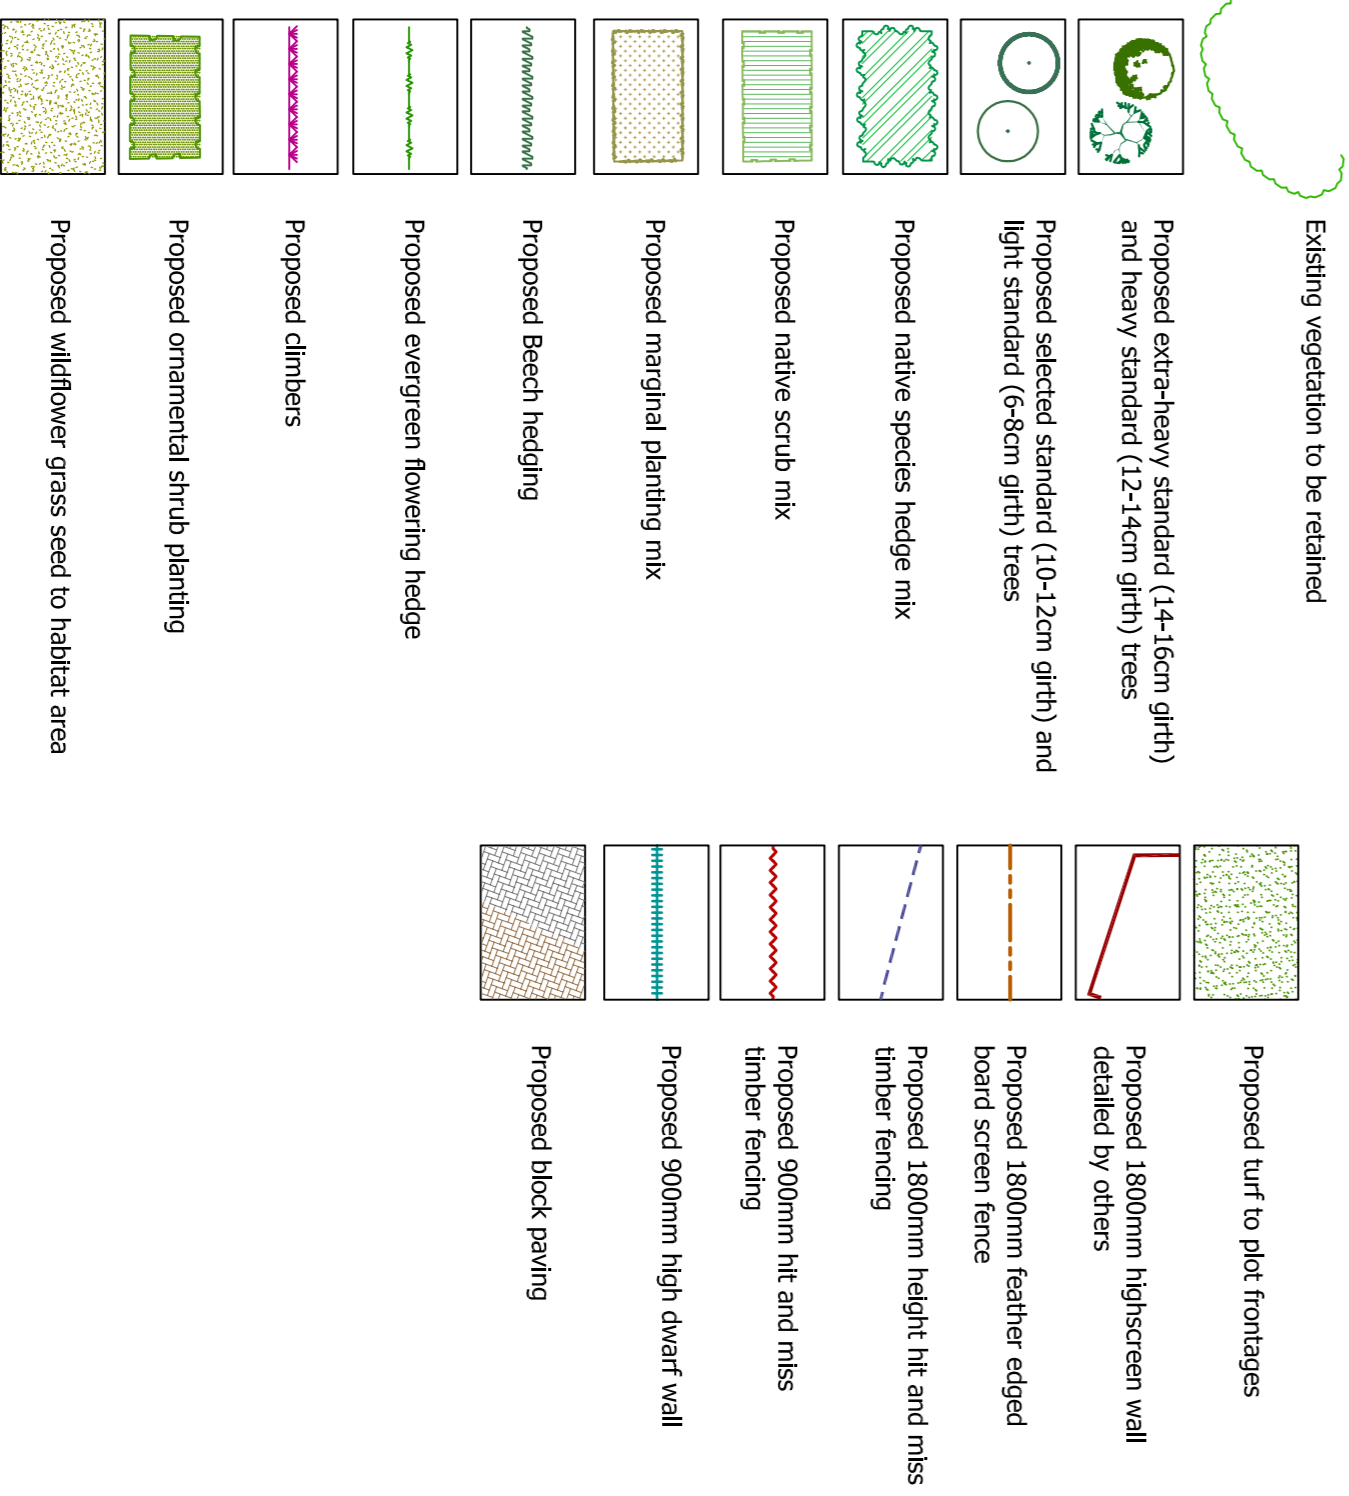 Existing vegetation to be retained
Proposed extra-heavy standard (14-16cm girth)
and heavy standard (12-14cm girth) trees
Proposed selected standard (10-12cm girth) and
light standard (6-8cm girth) trees
Proposed native species hedge mix
Proposed native scrub mix
Proposed marginal planting mix
Proposed Beech hedging
Proposed evergreen flowering hedge
Proposed climbers
Proposed ornamental shrub planting
Proposed wildflower grass seed to habitat area
Proposed turf to plot frontages
Proposed 1800mm highscreen wall
detailed by others
Proposed 1800mm feather edged
board screen fence
Proposed 1800mm height hit and miss
timber fencing
Proposed 900mm hit and miss
timber fencing
Proposed 900mm high dwarf wall
Proposed block paving